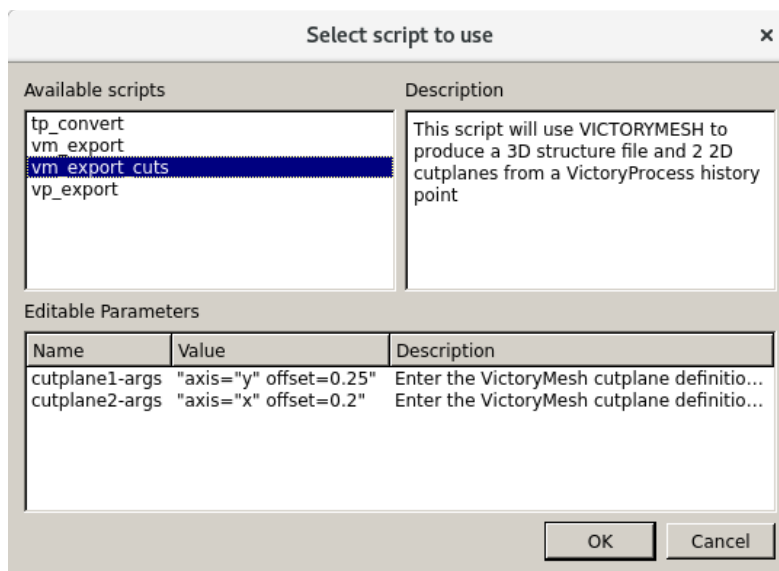 Select script to use ×
Available scripts
tp_convert
vm_export
vm_export_cuts
vp_export
Description
This script will use VICTORYMESH to
produce a 3D structure file and 2 2D
cutplanes from a VictoryProcess history
point
Editable Parameters
Name Value Description
cutplane1-args "axis="y" offset=0.25" Enter the VictoryMesh cutplane definitio...
cutplane2-args "axis="x" offset=0.2" Enter the VictoryMesh cutplane definitio...
OK Cancel